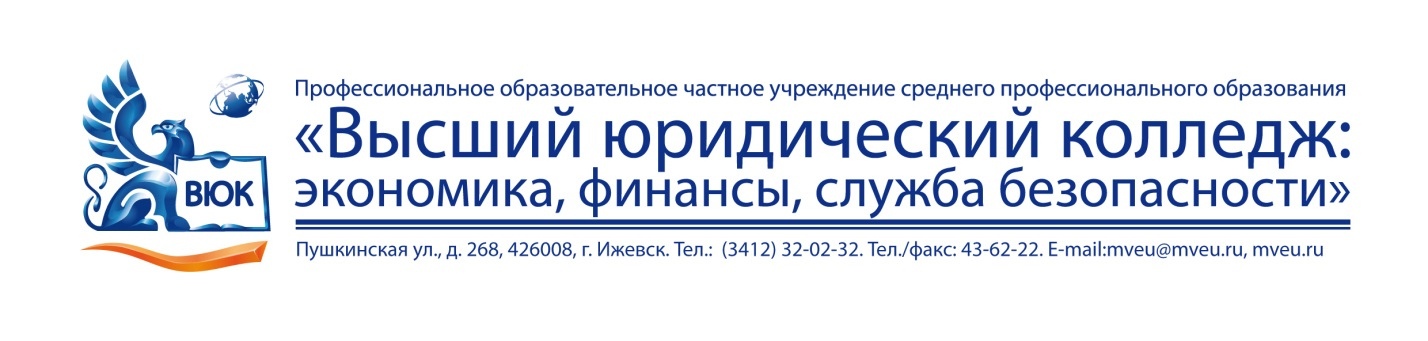 Профессиональное образовательное частное учреждение среднего профессионального образования
«Высший юридический колледж:
экономика, финансы, служба безопасности»
ВЮК
Пушкинская ул., д. 268, 426008, г. Ижевск. Тел.: (3412) 32-02-32. Тел./факс: 43-62-22. E-mail:mveu@mveu.ru, mveu.ru